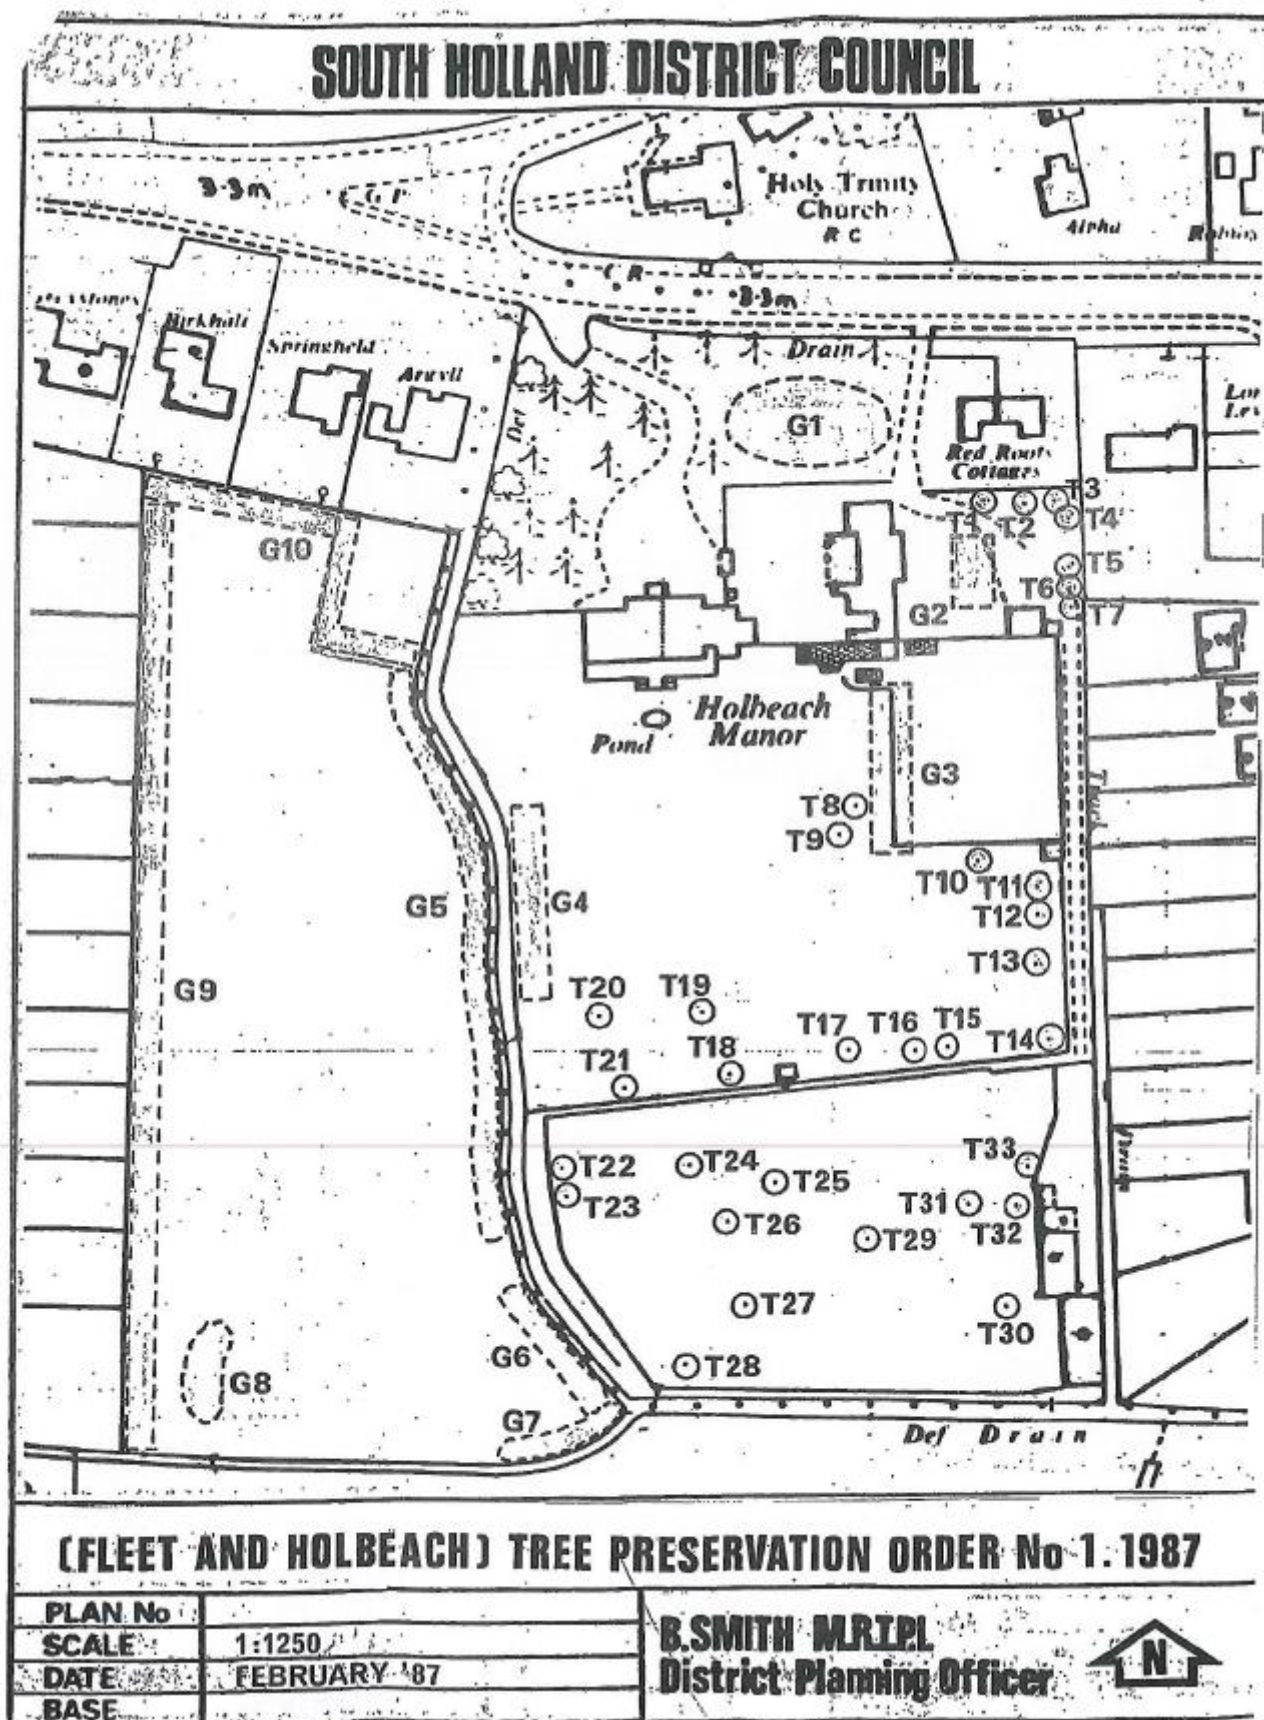 SOUTH HOLLAND DISTRICT COUNCIL
3·3m
G P
Holy Trinity
Church
R C
Alpha
C R
3·3m
Birkhall
Springfield
Argyll
Drain
Def
G1
Red Roofs
Cottages
T1
T2
T3
T4
T5
T6
T7
G10
G2
Holbeach
Manor
Pond
G3
Track
T8
T9
T10
T11
T12
T13
G5
G4
G9
T20
T19
T17
T16
T15
T14
T21
T18
T22
T23
T24
T25
T26
T33
T31
T32
T29
Drain
T27
T30
T28
G6
G8
G7
Def Drain
(FLEET AND HOLBEACH) TREE PRESERVATION ORDER No 1. 1987
PLAN No
SCALE 1:1250
DATE FEBRUARY '87
BASE
B.SMITH M.R.T.P.I.
District Planning Officer
N